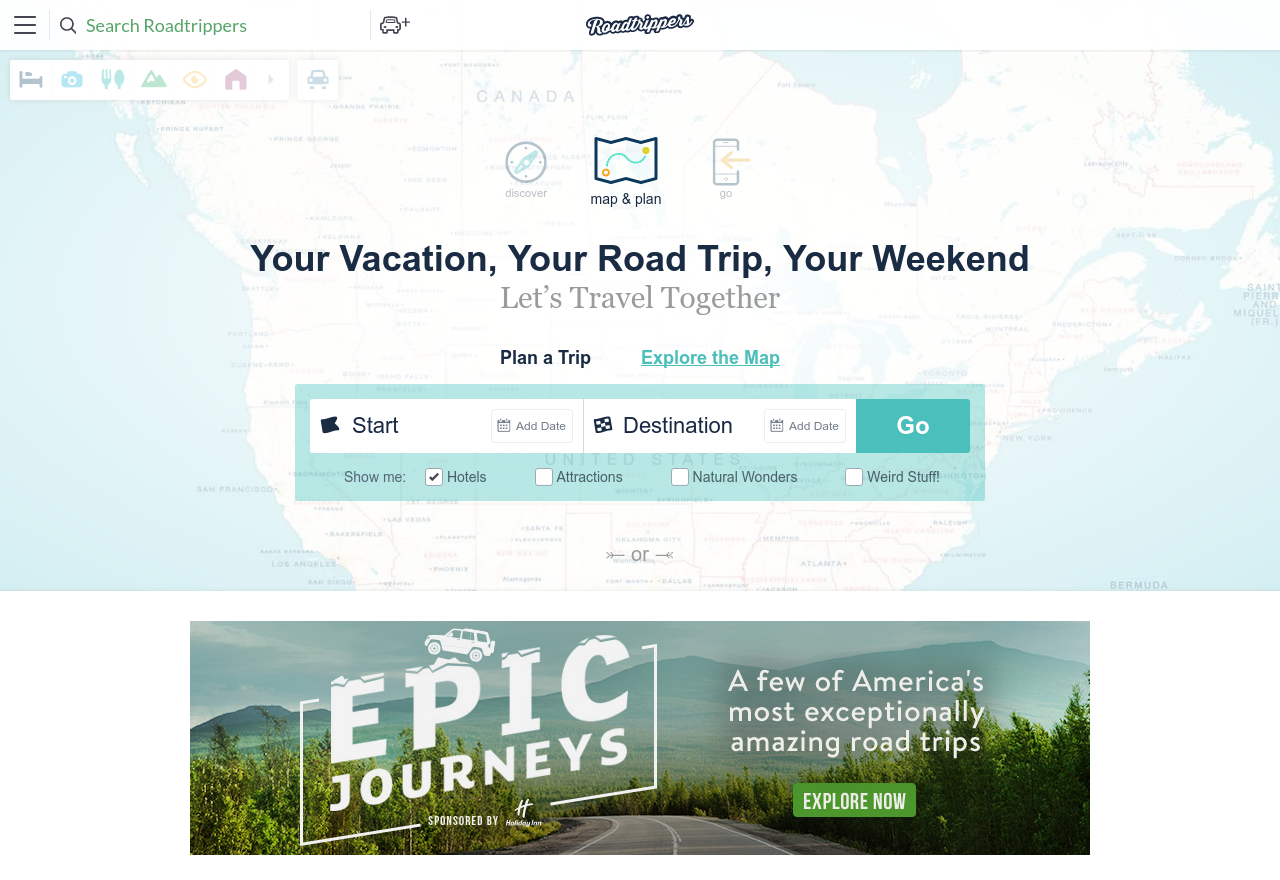 Search Roadtrippers
Roadtrippers
CANADA
discover
map & plan
go
Your Vacation, Your Road Trip, Your Weekend
Let's Travel Together
Plan a Trip
Explore the Map
Start
Add Date
Destination
Add Date
Go
UNITED STATES
Show me:
Hotels
Attractions
Natural Wonders
Weird Stuff!
or
BERMUDA
EPIC
JOURNEYS
SPONSORED BY
Holiday Inn
A few of America's
most exceptionally
amazing road trips
EXPLORE NOW